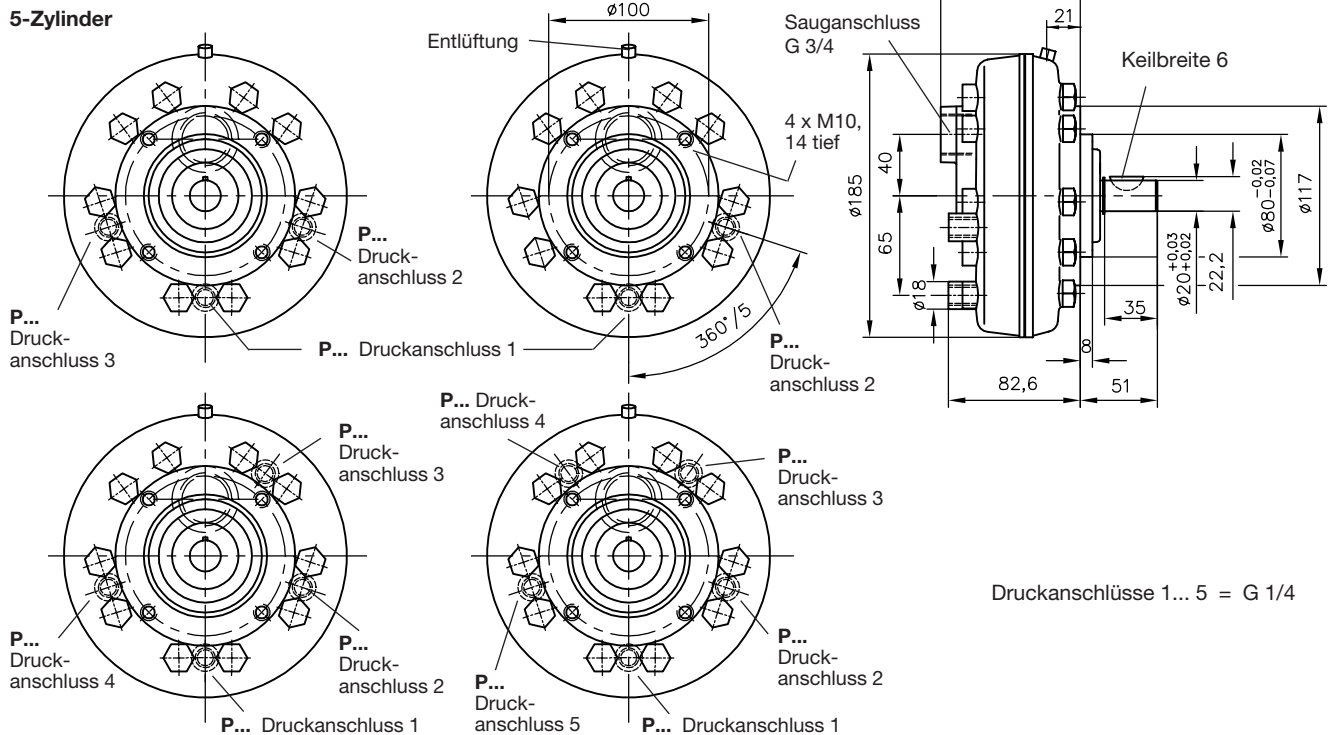 5-Zylinder
ø100
Entlüftung
Sauganschluss
G 3/4
21
Keilbreite 6
4 x M10,
14 tief
ø185
40
65
ø18
ø117
ø80-0,02
-0,07
ø20+0,03
+0,02
22,2
35
8
82,6
51
P...
Druck-
anschluss 2
P...
Druck-
anschluss 3
P... Druckanschluss 1
360°/5
P...
Druck-
anschluss 2
P...
Druck-
anschluss 3
P... Druck-
anschluss 4
P...
Druck-
anschluss 3
P...
Druck-
anschluss 4
P...
Druck-
anschluss 2
P... Druckanschluss 1
P...
Druck-
anschluss 5
P...
Druck-
anschluss 2
P... Druckanschluss 1
Druckanschlüsse 1... 5 = G 1/4